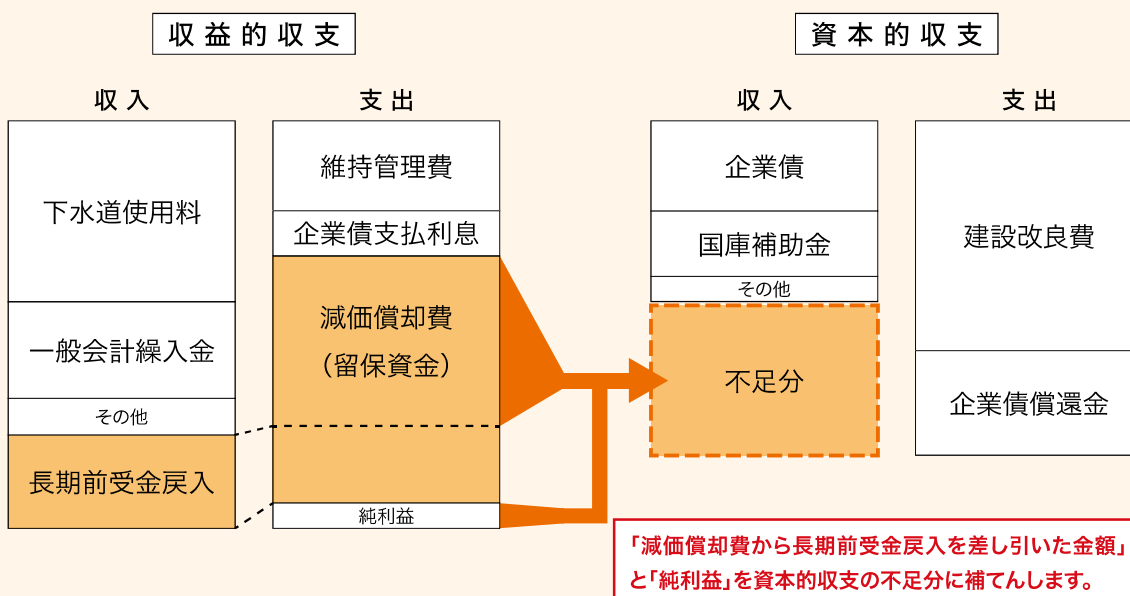 収益的収支
収入
支出
下水道使用料
一般会計繰入金
その他
長期前受金戻入
維持管理費
企業債支払利息
減価償却費
（留保資金）
純利益
資本的収支
収入
支出
企業債
国庫補助金
その他
不足分
建設改良費
企業債償還金
「減価償却費から長期前受金戻入を差し引いた金額」
と「純利益」を資本的収支の不足分に補てんします。